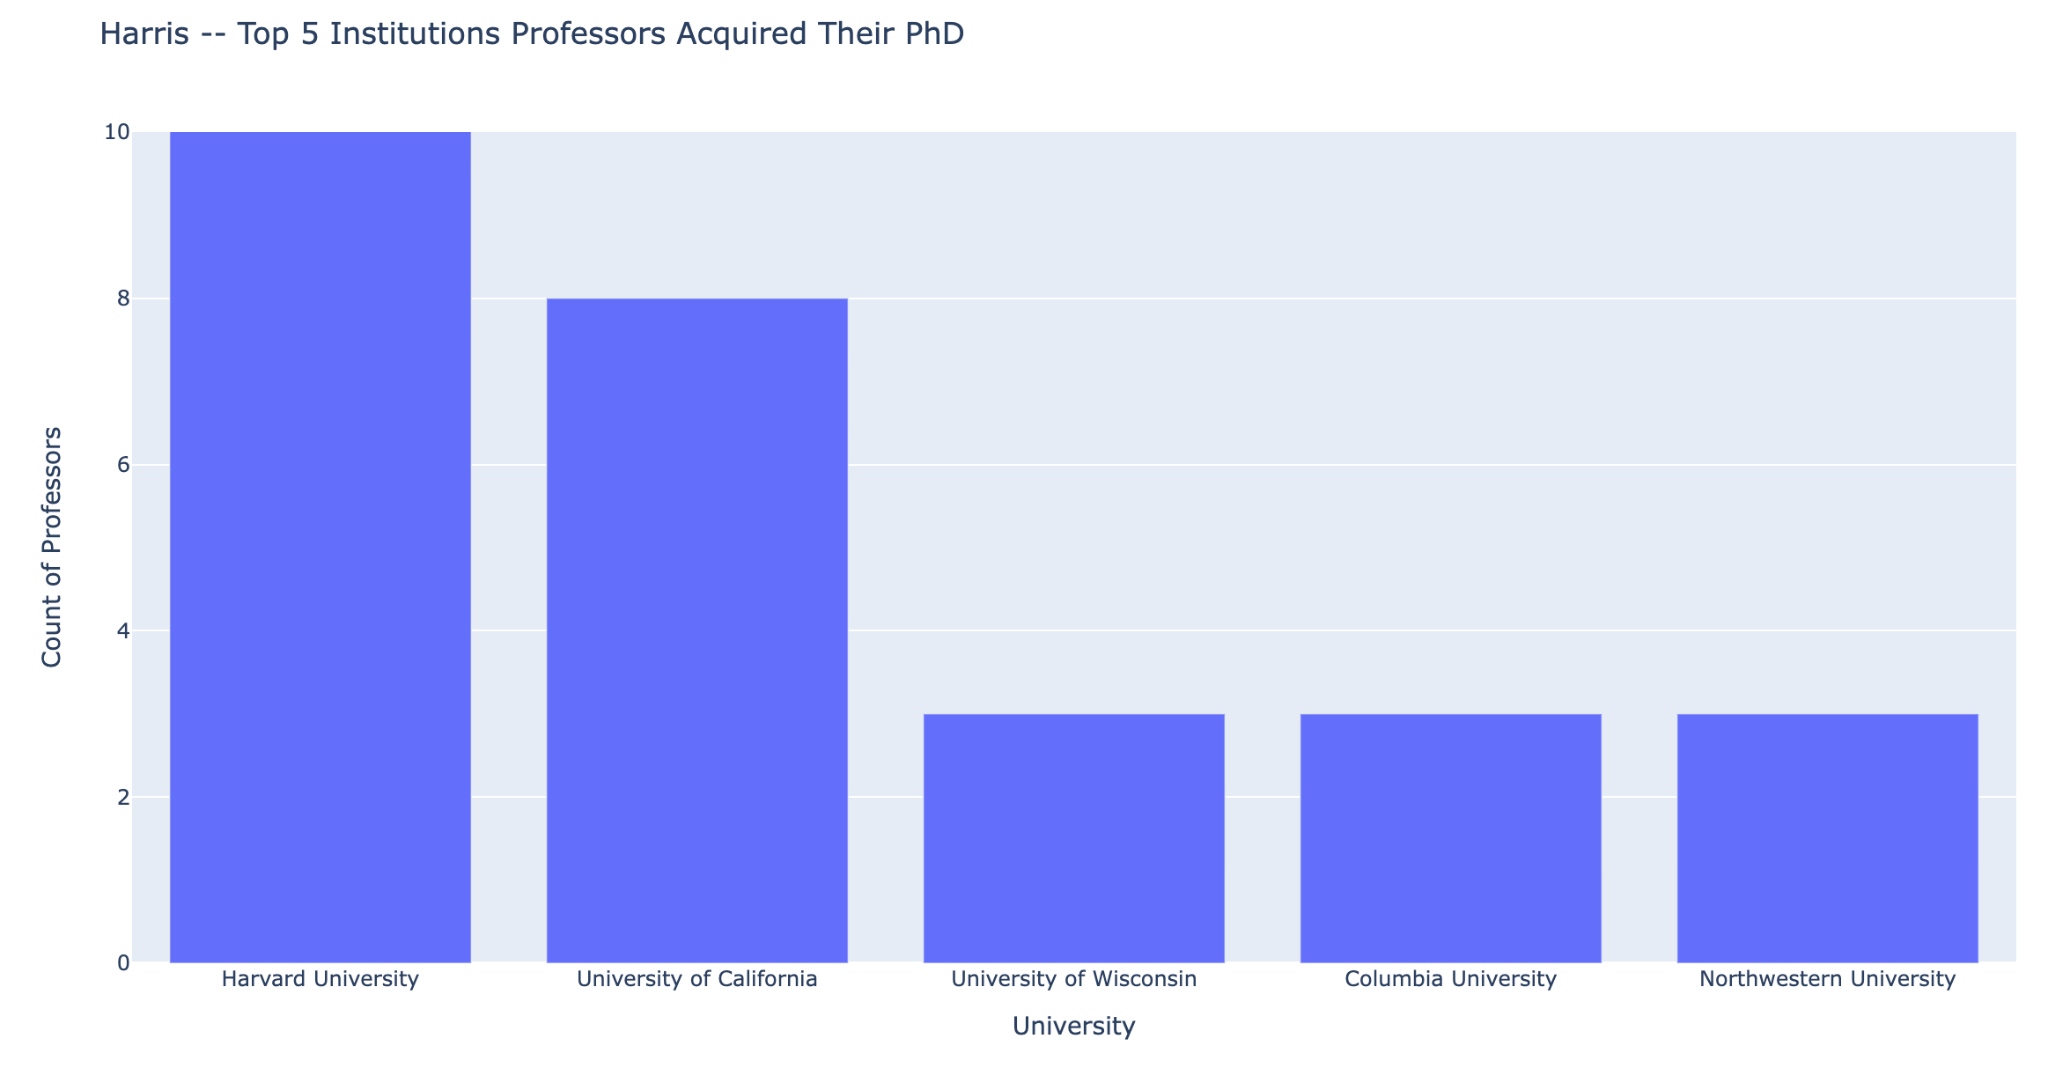 Harris -- Top 5 Institutions Professors Acquired Their PhD
Count of Professors
10
8
6
4
2
0
Harvard University
University of California
University of Wisconsin
Columbia University
Northwestern University
University